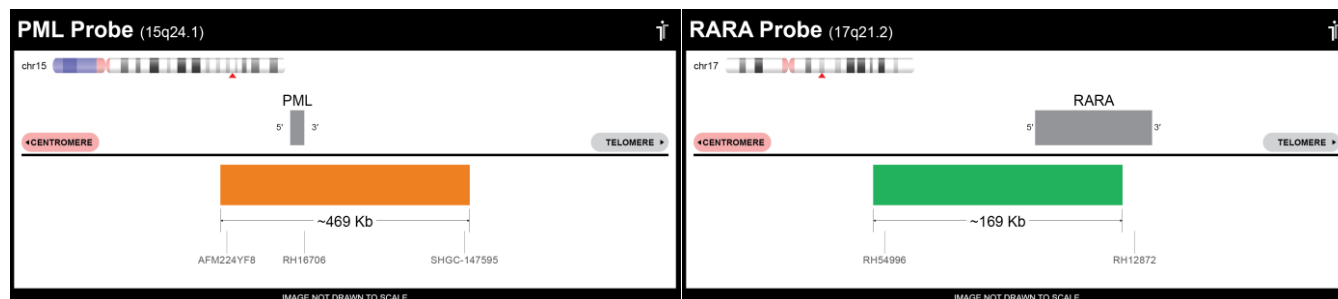 PML Probe (15q24.1)
chr15
PML
5' 3'
CENTROMERE
TELOMERE
~469 Kb
AFM224YF8 RH16706 SHGC-147595
IMAGE NOT DRAWN TO SCALE
RARA Probe (17q21.2)
chr17
RARA
5' 3'
CENTROMERE
TELOMERE
~169 Kb
RH54996 RH12872
IMAGE NOT DRAWN TO SCALE